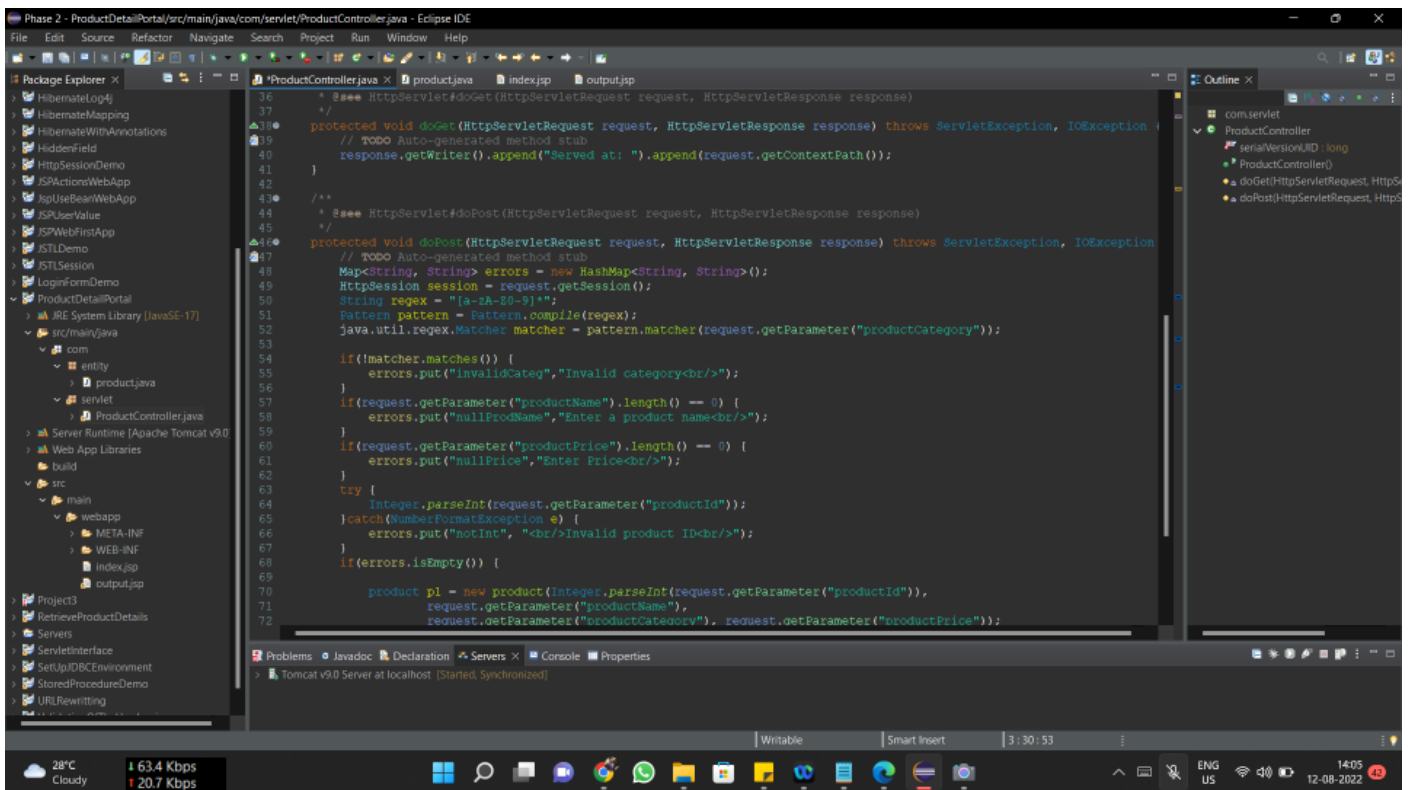 Phase 2 - ProductDetailPortal/src/main/java/com/servlet/ProductController.java - Eclipse IDE
File Edit Source Refactor Navigate Search Project Run Window Help
Package Explorer
HibernateLog4j
HibernateMapping
HibernateWithAnnotations
HiddenField
HttpSessionDemo
JSPActionsWebApp
JspUseBeanWebApp
JSPUserValue
JSPWebFirstApp
JSTLDemo
JSTLSession
LoginFormDemo
ProductDetailPortal
JRE System Library [JavaSE-17]
src/main/java
com
entity
product.java
servlet
ProductController.java
Server Runtime [Apache Tomcat v9.0]
Web App Libraries
build
src
main
webapp
META-INF
WEB-INF
index.jsp
output.jsp
Project3
RetrieveProductDetails
Servers
ServletInterface
SetUpJDBCEnvironment
StoredProcedureDemo
URLRewritting
*ProductController.java product.java index.jsp output.jsp
36 * @see HttpServlet#doGet(HttpServletRequest request, HttpServletResponse response)
37 */
38 protected void doGet(HttpServletRequest request, HttpServletResponse response) throws ServletException, IOException {
39 // TODO Auto-generated method stub
40 response.getWriter().append("Served at: ").append(request.getContextPath());
41 }
42
43 /**
44 * @see HttpServlet#doPost(HttpServletRequest request, HttpServletResponse response)
45 */
46 protected void doPost(HttpServletRequest request, HttpServletResponse response) throws ServletException, IOException
47 // TODO Auto-generated method stub
48 Map<String, String> errors = new HashMap<String, String>();
49 HttpSession session = request.getSession();
50 String regex = "[a-zA-Z0-9]*";
51 Pattern pattern = Pattern.compile(regex);
52 java.util.regex.Matcher matcher = pattern.matcher(request.getParameter("productCategory"));
53
54 if(!matcher.matches()) {
55 errors.put("invalidCateg","Invalid category<br/>");
56 }
57 if(request.getParameter("productName").length() == 0) {
58 errors.put("nullProdName","Enter a product name<br/>");
59 }
60 if(request.getParameter("productPrice").length() == 0) {
61 errors.put("nullPrice","Enter Price<br/>");
62 }
63 try {
64 Integer.parseInt(request.getParameter("productId"));
65 }catch(NumberFormatException e) {
66 errors.put("notInt", "<br/>Invalid product ID<br/>");
67 }
68 if(errors.isEmpty()) {
69
70 product pl = new product(Integer.parseInt(request.getParameter("productId")),
71 request.getParameter("productName"),
72 request.getParameter("productCategory"), request.getParameter("productPrice"));
Outline
com.servlet
ProductController
serialVersionUID : long
ProductController()
doGet(HttpServletRequest, HttpSe
doPost(HttpServletRequest, HttpS
Problems Javadoc Declaration Servers Console Properties
Tomcat v9.0 Server at localhost [Started, Synchronized]
Writable Smart Insert 3 : 30 : 53
28°C
Cloudy
63.4 Kbps
20.7 Kbps
ENG
US
14:05
12-08-2022
42